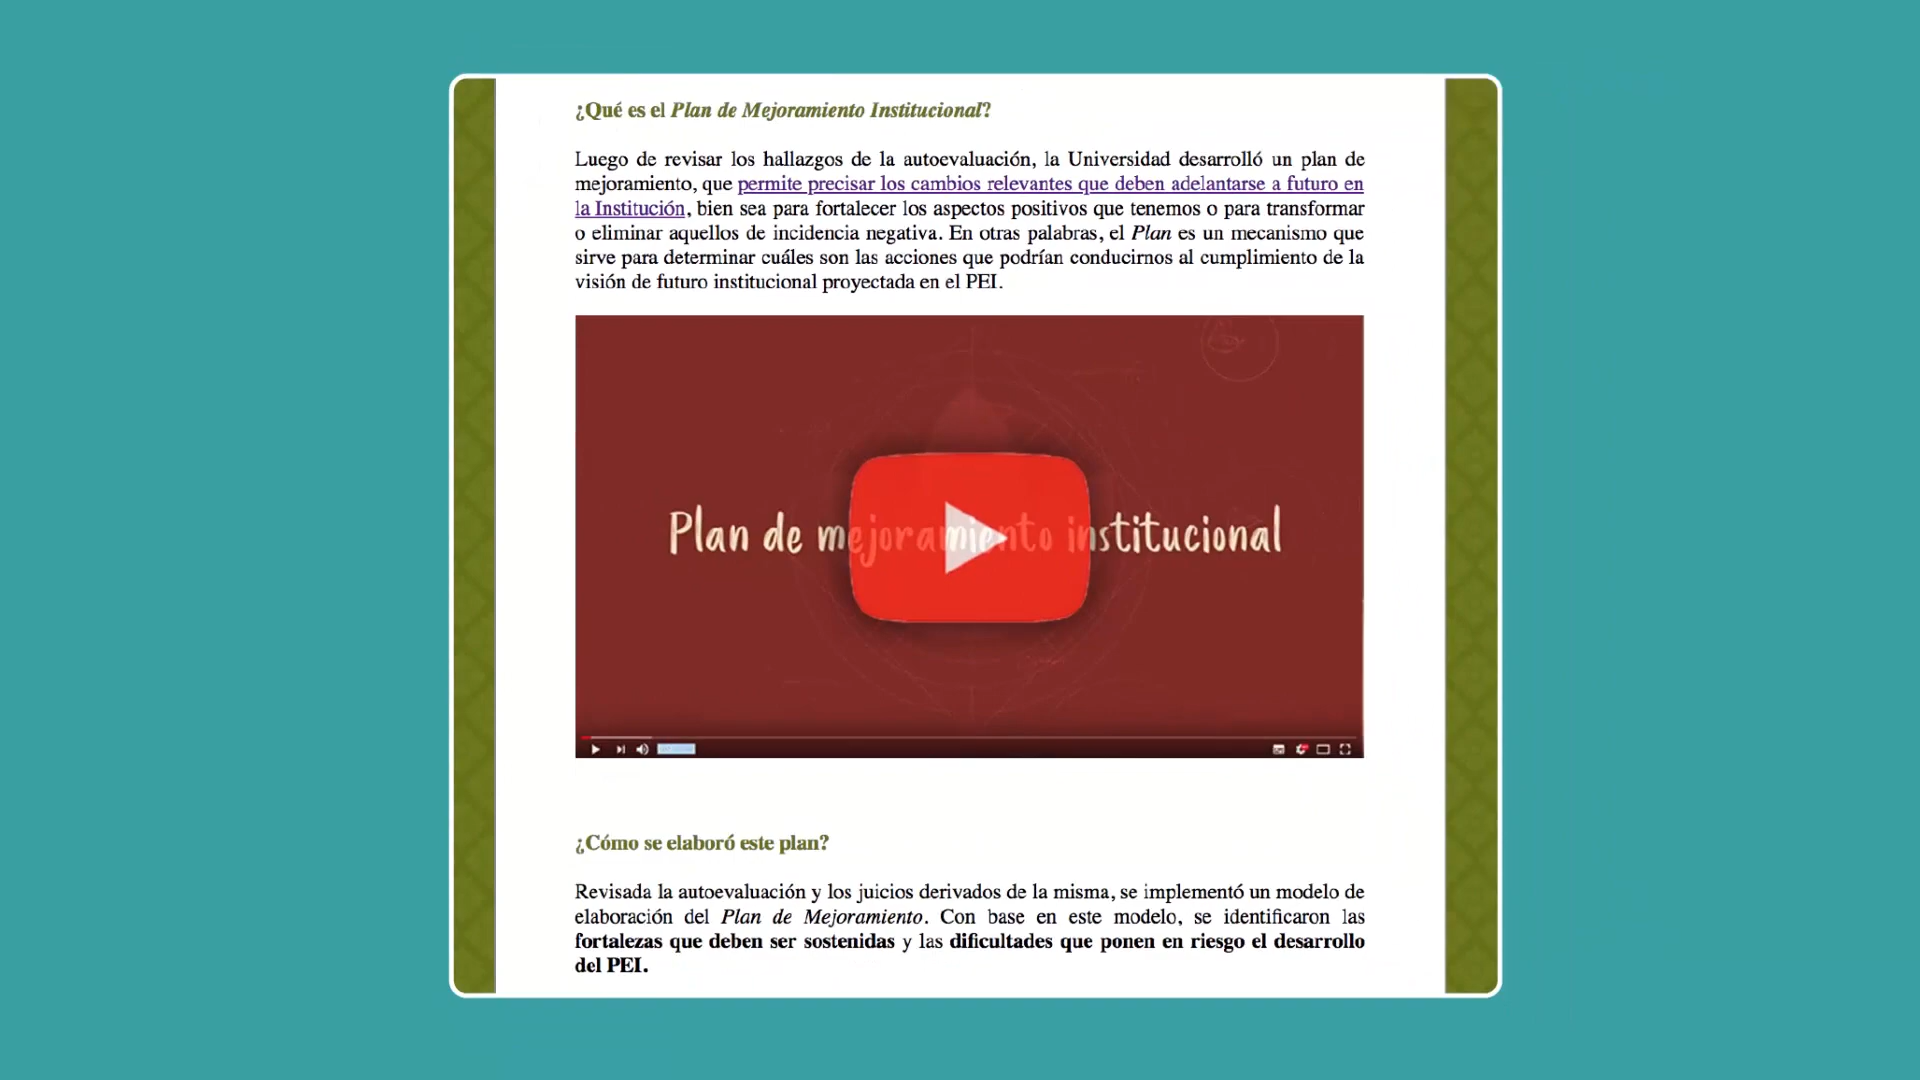 ¿Qué es el Plan de Mejoramiento Institucional?
Luego de revisar los hallazgos de la autoevaluación, la Universidad desarrolló un plan de
mejoramiento, que permite precisar los cambios relevantes que deben adelantarse a futuro en
la Institución, bien sea para fortalecer los aspectos positivos que tenemos o para transformar
o eliminar aquellos de incidencia negativa. En otras palabras, el Plan es un mecanismo que
sirve para determinar cuáles son las acciones que podrían conducirnos al cumplimiento de la
visión de futuro institucional proyectada en el PEI.
Plan de mejoramiento institucional
¿Cómo se elaboró este plan?
Revisada la autoevaluación y los juicios derivados de la misma, se implementó un modelo de
elaboración del Plan de Mejoramiento. Con base en este modelo, se identificaron las
fortalezas que deben ser sostenidas y las dificultades que ponen en riesgo el desarrollo
del PEI.